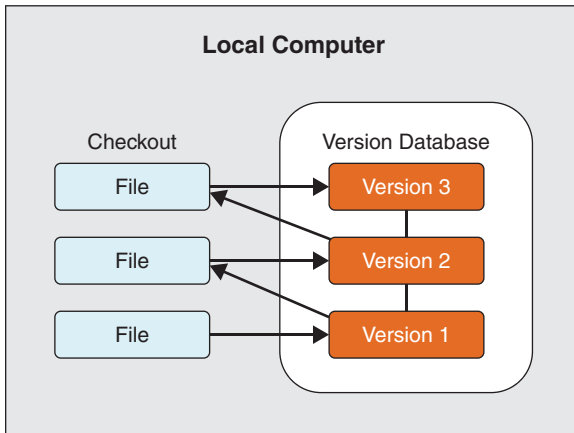 Local Computer
Checkout
Version Database
File
Version 3
File
Version 2
File
Version 1